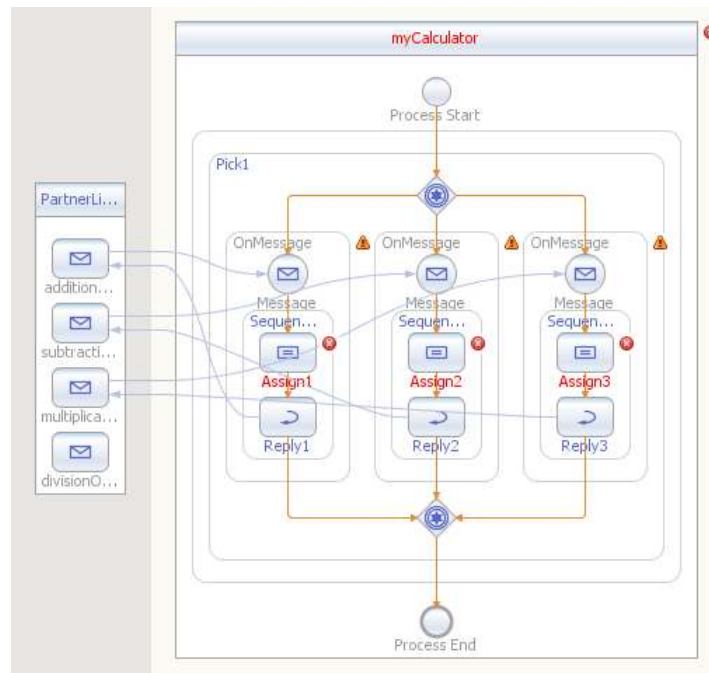 myCalculator
Process Start
Pick1
PartnerLi...
OnMessage
OnMessage
OnMessage
addition...
Message
Message
Message
Sequen...
Sequen...
Sequen...
subtracti...
Assign1
Assign2
Assign3
multiplica...
Reply1
Reply2
Reply3
divisionO...
Process End